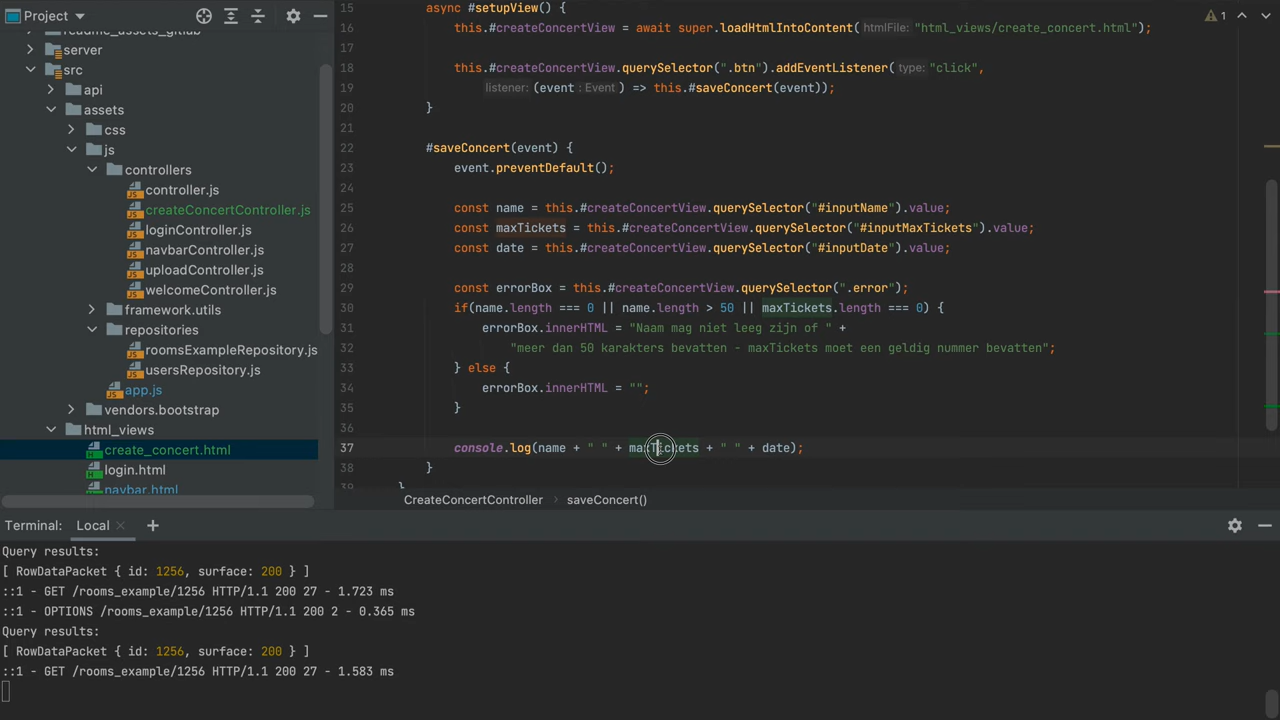 Project
readme_assets_gitlab
server
src
api
assets
css
js
controllers
controller.js
createConcertController.js
loginController.js
navbarController.js
uploadController.js
welcomeController.js
framework.utils
repositories
roomsExampleRepository.js
usersRepository.js
app.js
vendors.bootstrap
html_views
create_concert.html
login.html
navbar.html
1
15 async #setupView() {
16 this.#createConcertView = await super.loadHtmlIntoContent( htmlFile: "html_views/create_concert.html");
17
18 this.#createConcertView.querySelector(".btn").addEventListener( type: "click",
19 listener: (event : Event ) => this.#saveConcert(event));
20 }
21
22 #saveConcert(event) {
23 event.preventDefault();
24
25 const name = this.#createConcertView.querySelector("#inputName").value;
26 const maxTickets = this.#createConcertView.querySelector("#inputMaxTickets").value;
27 const date = this.#createConcertView.querySelector("#inputDate").value;
28
29 const errorBox = this.#createConcertView.querySelector(".error");
30 if(name.length === 0 || name.length > 50 || maxTickets.length === 0) {
31 errorBox.innerHTML = "Naam mag niet leeg zijn of " +
32 "meer dan 50 karakters bevatten - maxTickets moet een geldig nummer bevatten";
33 } else {
34 errorBox.innerHTML = "";
35 }
36
37 console.log(name + " " + maxTickets + " " + date);
38 }
39 }
CreateConcertController > saveConcert()
Terminal: Local × +
Query results:
[ RowDataPacket { id: 1256, surface: 200 } ]
::1 - GET /rooms_example/1256 HTTP/1.1 200 27 - 1.723 ms
::1 - OPTIONS /rooms_example/1256 HTTP/1.1 200 2 - 0.365 ms
Query results:
[ RowDataPacket { id: 1256, surface: 200 } ]
::1 - GET /rooms_example/1256 HTTP/1.1 200 27 - 1.583 ms